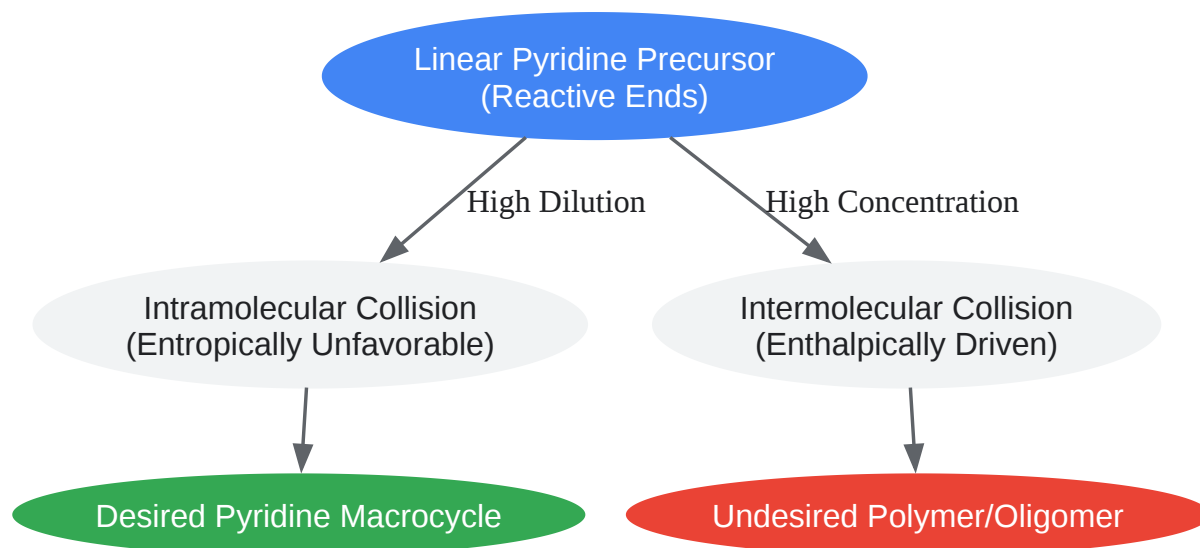 Linear Pyridine Precursor
(Reactive Ends)
High Dilution
High Concentration
Intramolecular Collision
(Entropically Unfavorable)
Intermolecular Collision
(Enthalpically Driven)
Desired Pyridine Macrocycle
Undesired Polymer/Oligomer